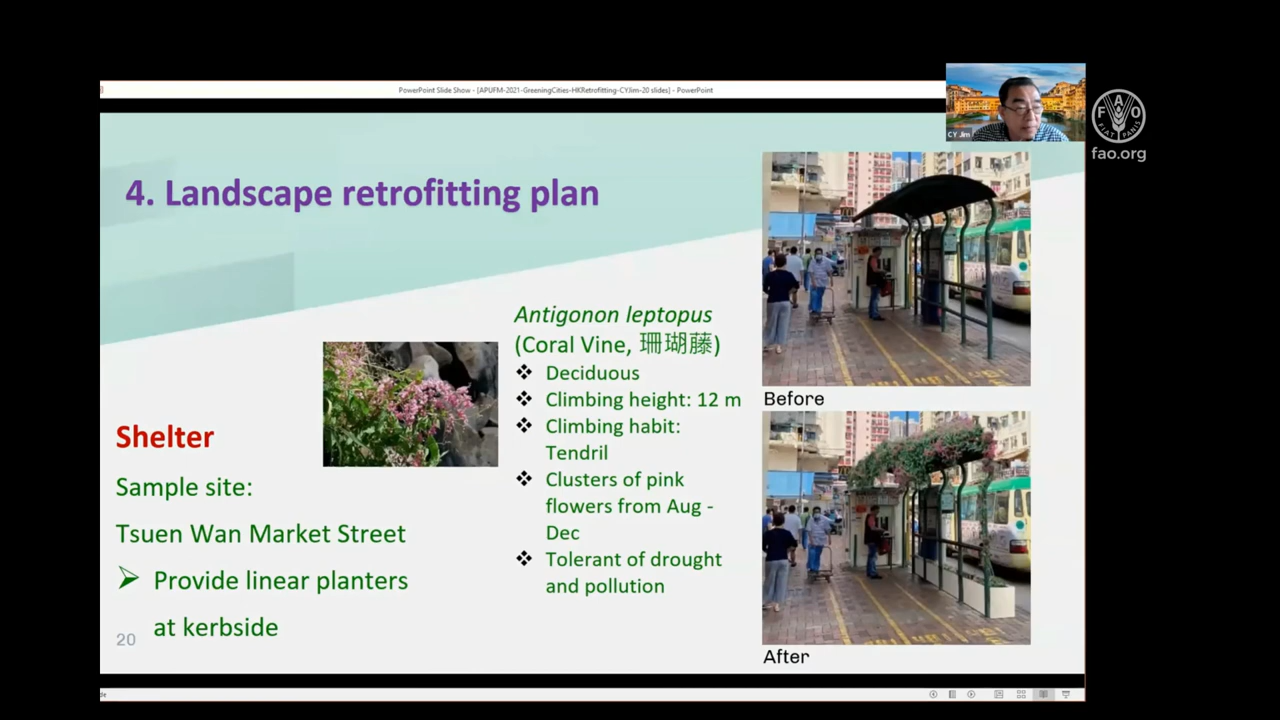 PowerPoint Slide Show - [APUFM-2021-GreeningCities-HKRetrofitting-CYJim-20 slides] - PowerPoint
CY Jim
F A O
FIAT PANIS
fao.org
4. Landscape retrofitting plan
Shelter
Sample site:
Tsuen Wan Market Street
➢ Provide linear planters
at kerbside
20
Antigonon leptopus
(Coral Vine, 珊瑚藤)
❖ Deciduous
❖ Climbing height: 12 m
❖ Climbing habit:
Tendril
❖ Clusters of pink
flowers from Aug -
Dec
❖ Tolerant of drought
and pollution
Before
After